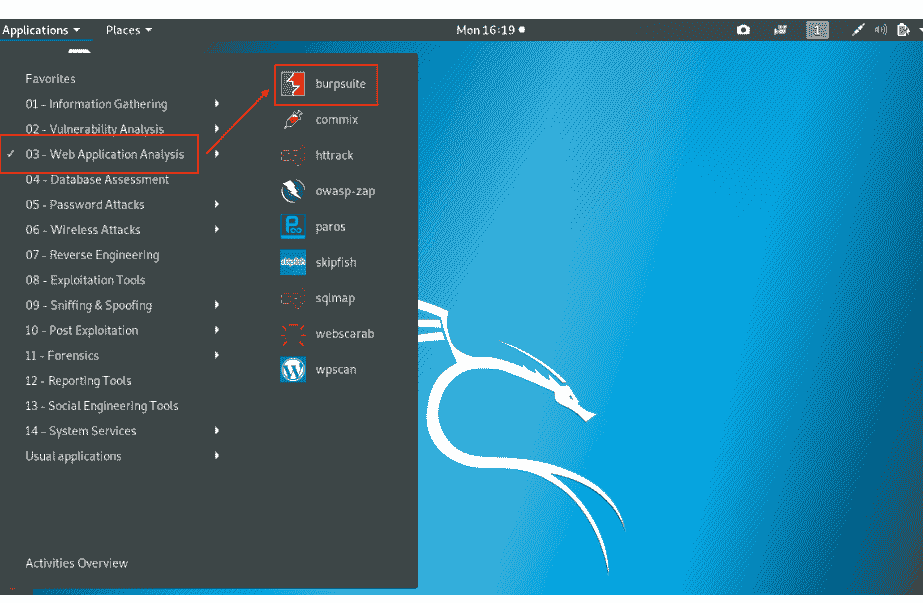 Applications Places Mon 16:19 1
Favorites
01 - Information Gathering
02 - Vulnerability Analysis
✓ 03 - Web Application Analysis
04 - Database Assessment
05 - Password Attacks
06 - Wireless Attacks
07 - Reverse Engineering
08 - Exploitation Tools
09 - Sniffing & Spoofing
10 - Post Exploitation
11 - Forensics
12 - Reporting Tools
13 - Social Engineering Tools
14 - System Services
Usual applications
Activities Overview
burpsuite
commix
httrack
owasp-zap
paros
skipfish
sqlmap
webscarab
wpscan